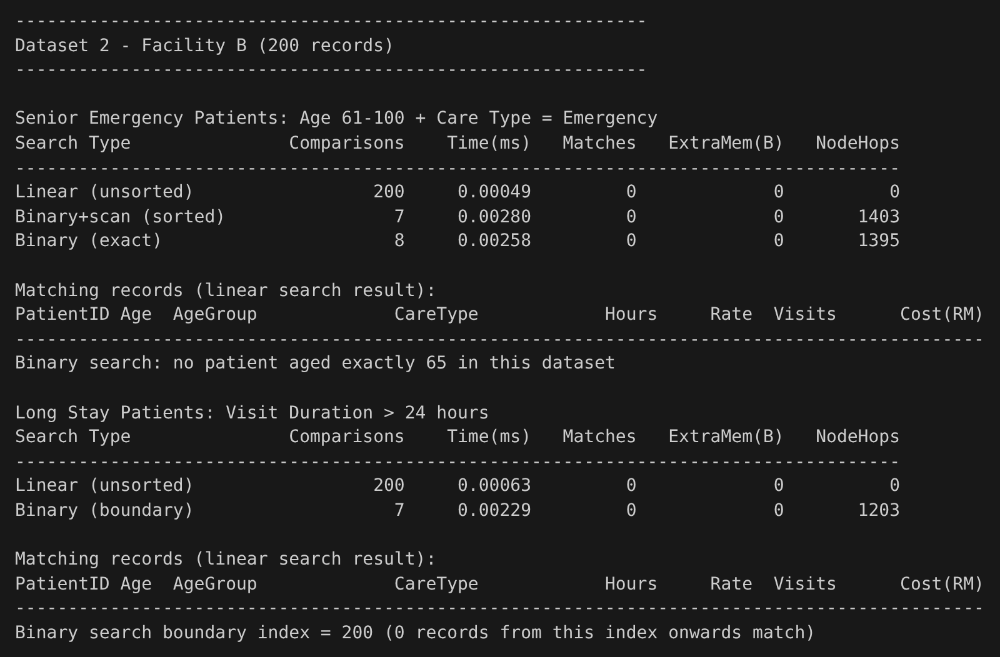 ------------------------------------------------------------
Dataset 2 - Facility B (200 records)
------------------------------------------------------------
Senior Emergency Patients: Age 61-100 + Care Type = Emergency
Search Type               Comparisons    Time(ms)   Matches   ExtraMem(B)   NodeHops
------------------------------------------------------------------------------------
Linear (unsorted)                 200     0.00049         0             0          0
Binary+scan (sorted)                7     0.00280         0             0       1403
Binary (exact)                      8     0.00258         0             0       1395
Matching records (linear search result):
PatientID Age  AgeGroup             CareType            Hours     Rate  Visits      Cost(RM)
--------------------------------------------------------------------------------------------
Binary search: no patient aged exactly 65 in this dataset
Long Stay Patients: Visit Duration > 24 hours
Search Type               Comparisons    Time(ms)   Matches   ExtraMem(B)   NodeHops
------------------------------------------------------------------------------------
Linear (unsorted)                 200     0.00063         0             0          0
Binary (boundary)                   7     0.00229         0             0       1203
Matching records (linear search result):
PatientID Age  AgeGroup             CareType            Hours     Rate  Visits      Cost(RM)
--------------------------------------------------------------------------------------------
Binary search boundary index = 200 (0 records from this index onwards match)